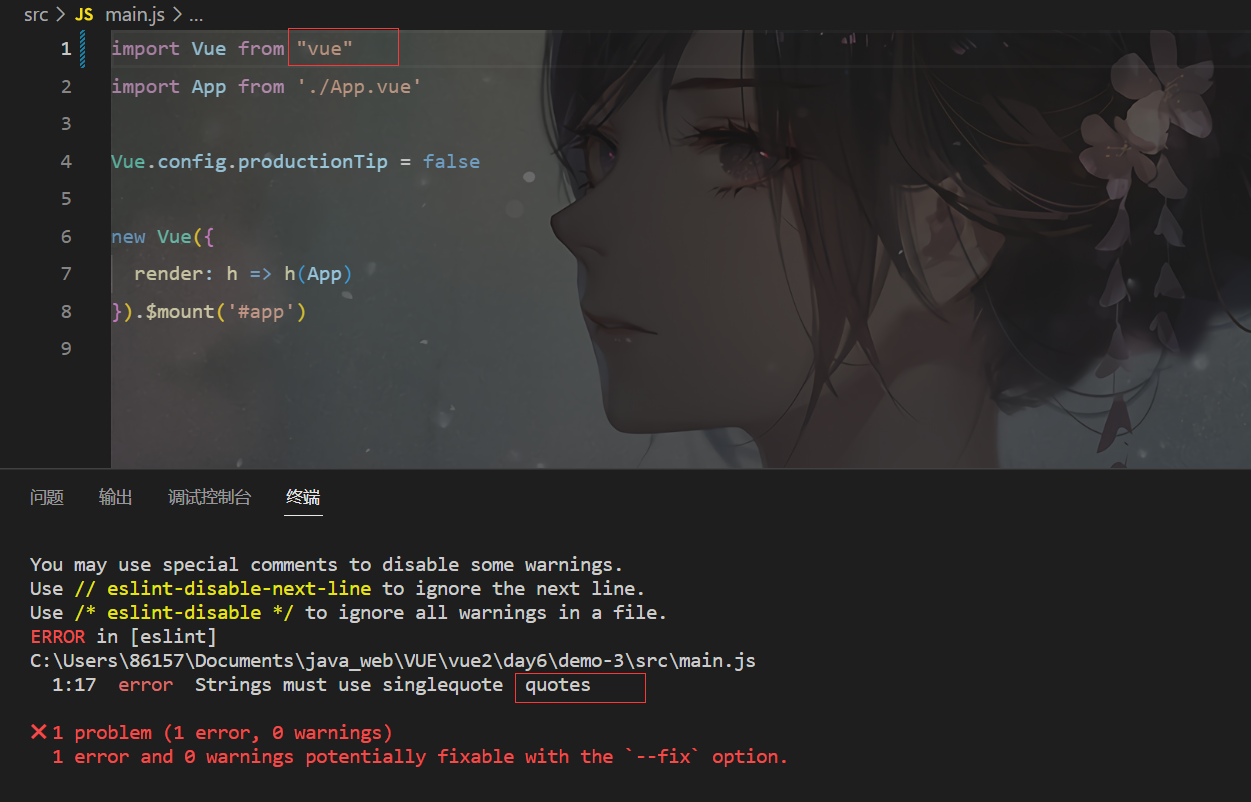 src > JS main.js > ...
1 import Vue from "vue"
2 import App from './App.vue'
3
4 Vue.config.productionTip = false
5
6 new Vue({
7 render: h => h(App)
8 }).$mount('#app')
9
问题 输出 调试控制台 终端
You may use special comments to disable some warnings.
Use // eslint-disable-next-line to ignore the next line.
Use /* eslint-disable */ to ignore all warnings in a file.
ERROR in [eslint]
C:\Users\86157\Documents\java_web\VUE\vue2\day6\demo-3\src\main.js
1:17 error Strings must use singlequote quotes
❌1 problem (1 error, 0 warnings)
1 error and 0 warnings potentially fixable with the `--fix` option.